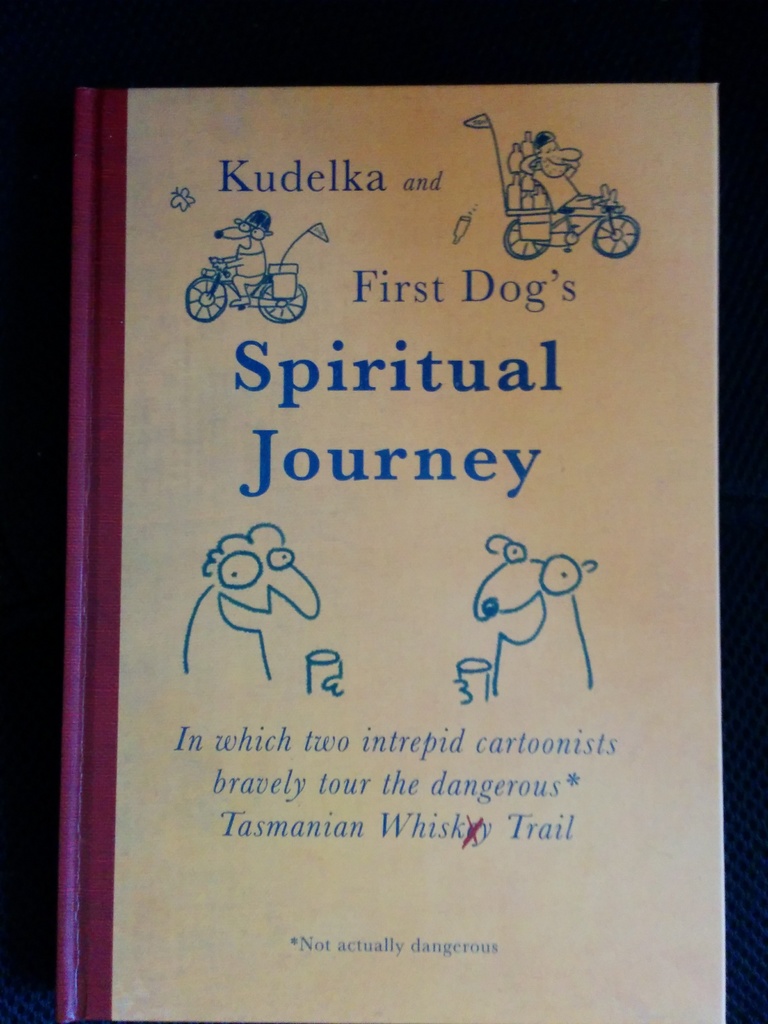 Kudelka and
First Dog's
Spiritual
Journey
In which two intrepid cartoonists
bravely tour the dangerous*
Tasmanian Whisky Trail
*Not actually dangerous